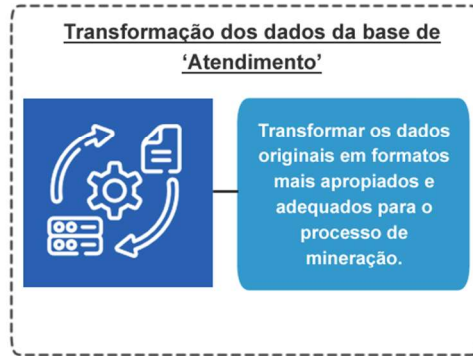 Transformação dos dados da base de
‘Atendimento’
Transformar os dados
originais em formatos
mais apropiados e
adequados para o
processo de
mineração.